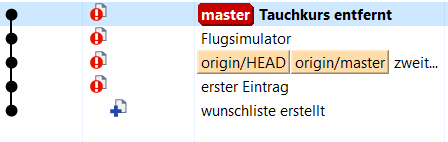 master Tauchkurs entfernt
Flugsimulator
origin/HEAD origin/master zweit...
erster Eintrag
wunschliste erstellt